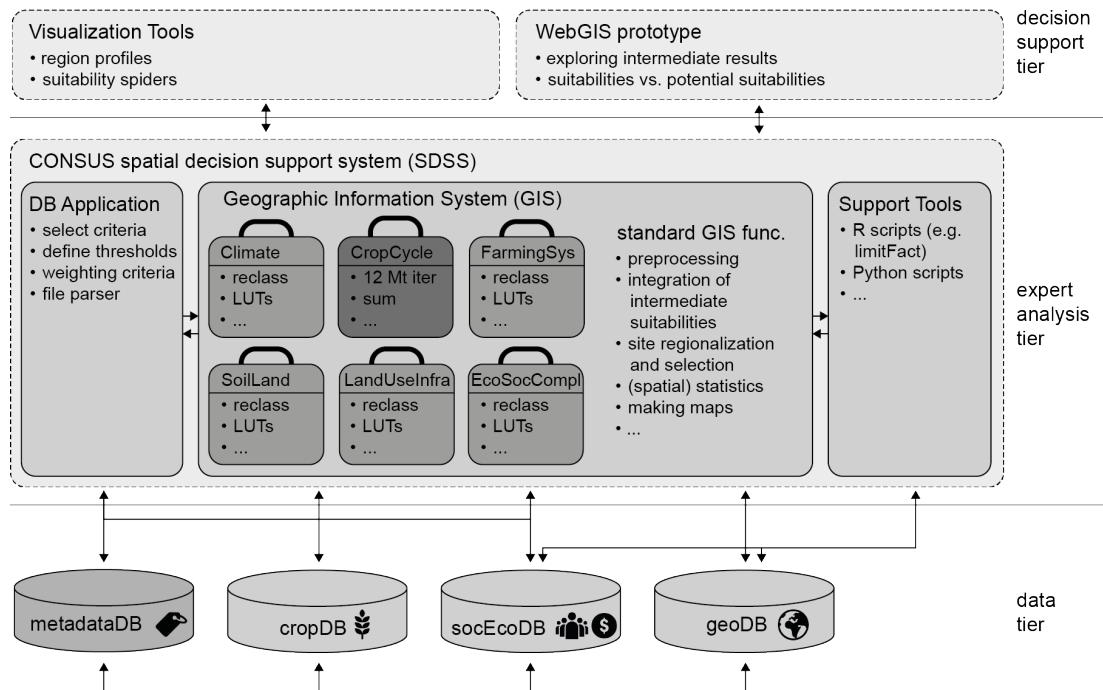 Visualization Tools
• region profiles
• suitability spiders
WebGIS prototype
• exploring intermediate results
• suitabilities vs. potential suitabilities
decision
support
tier
CONSUS spatial decision support system (SDSS)
DB Application
• select criteria
• define thresholds
• weighting criteria
• file parser
Geographic Information System (GIS)
Climate
• reclass
• LUTs
• ...
CropCycle
• 12 Mt iter
• sum
• ...
FarmingSys
• reclass
• LUTs
• ...
SoilLand
• reclass
• LUTs
• ...
LandUseInfra
• reclass
• LUTs
• ...
EcoSocCompl
• reclass
• LUTs
• ...
standard GIS func.
• preprocessing
• integration of
intermediate
suitabilities
• site regionalization
and selection
• (spatial) statistics
• making maps
• ...
Support Tools
• R scripts (e.g.
limitFact)
• Python scripts
• ...
expert
analysis
tier
metadataDB
cropDB
socEcoDB
$
geoDB
data
tier